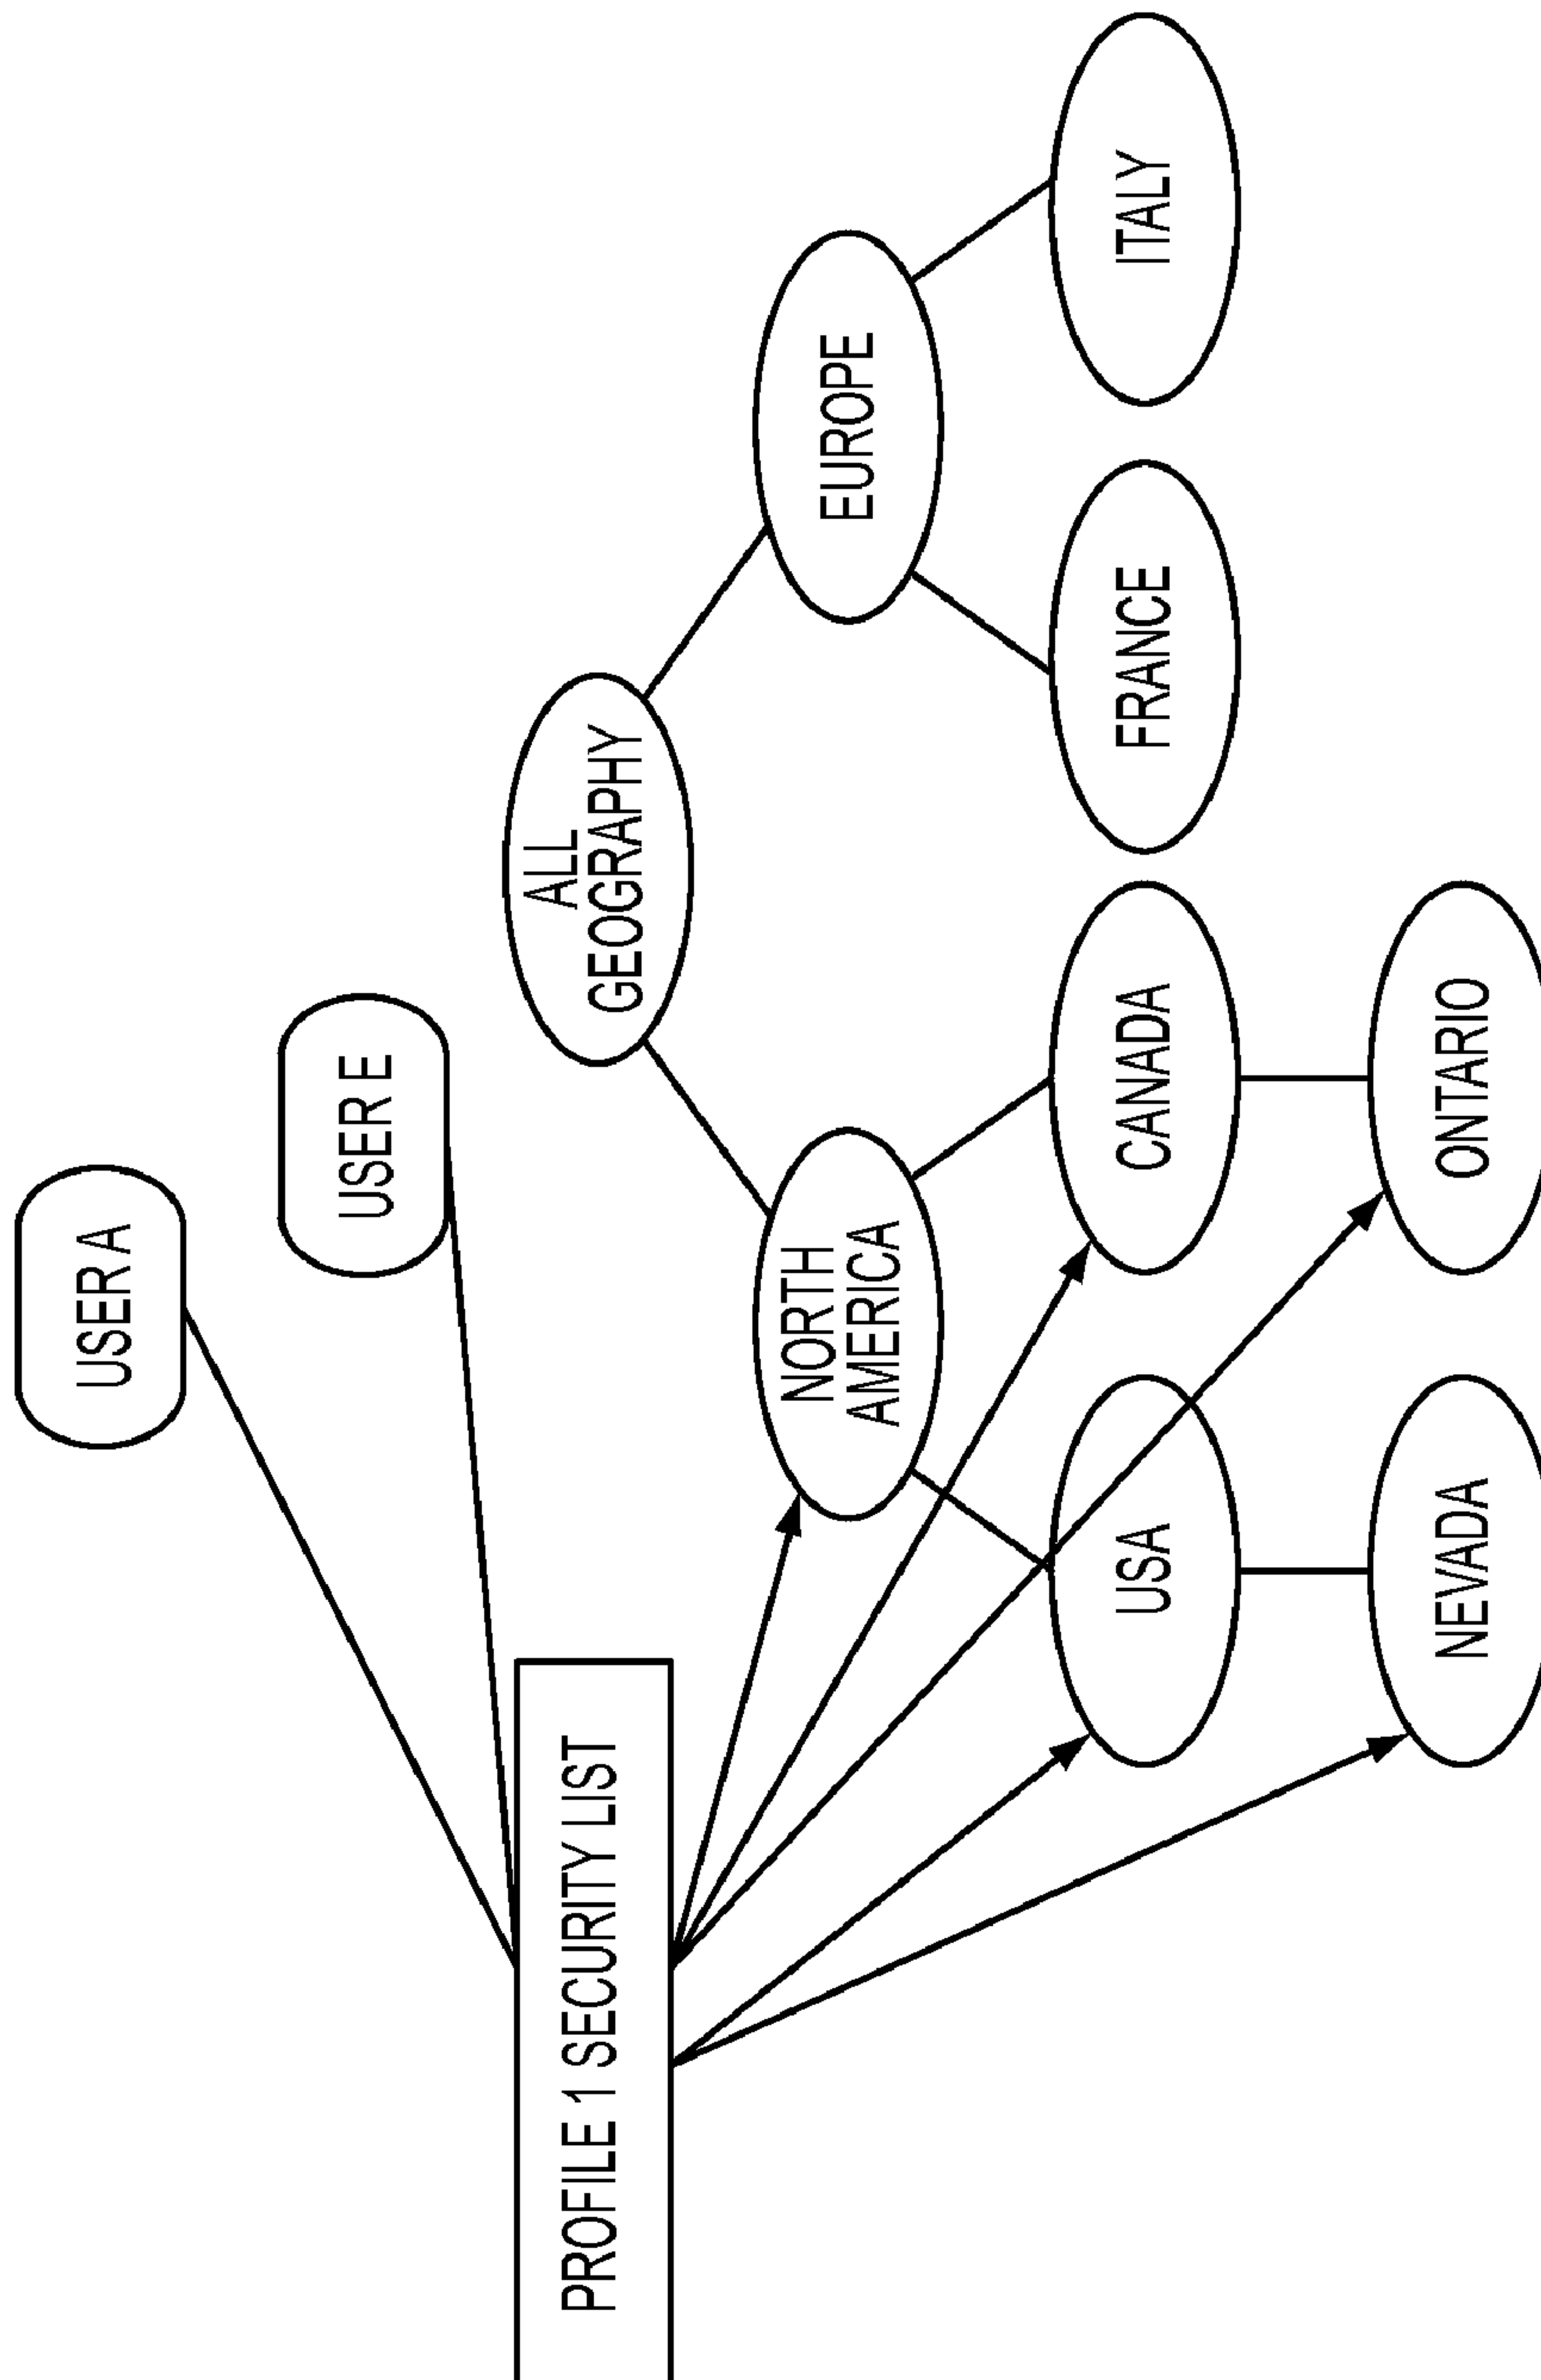 USER A
USER E
PROFILE 1 SECURITY LIST
ALL
GEOGRAPHY
NORTH
AMERICA
EUROPE
USA
CANADA
FRANCE
ITALY
NEVADA
ONTARIO